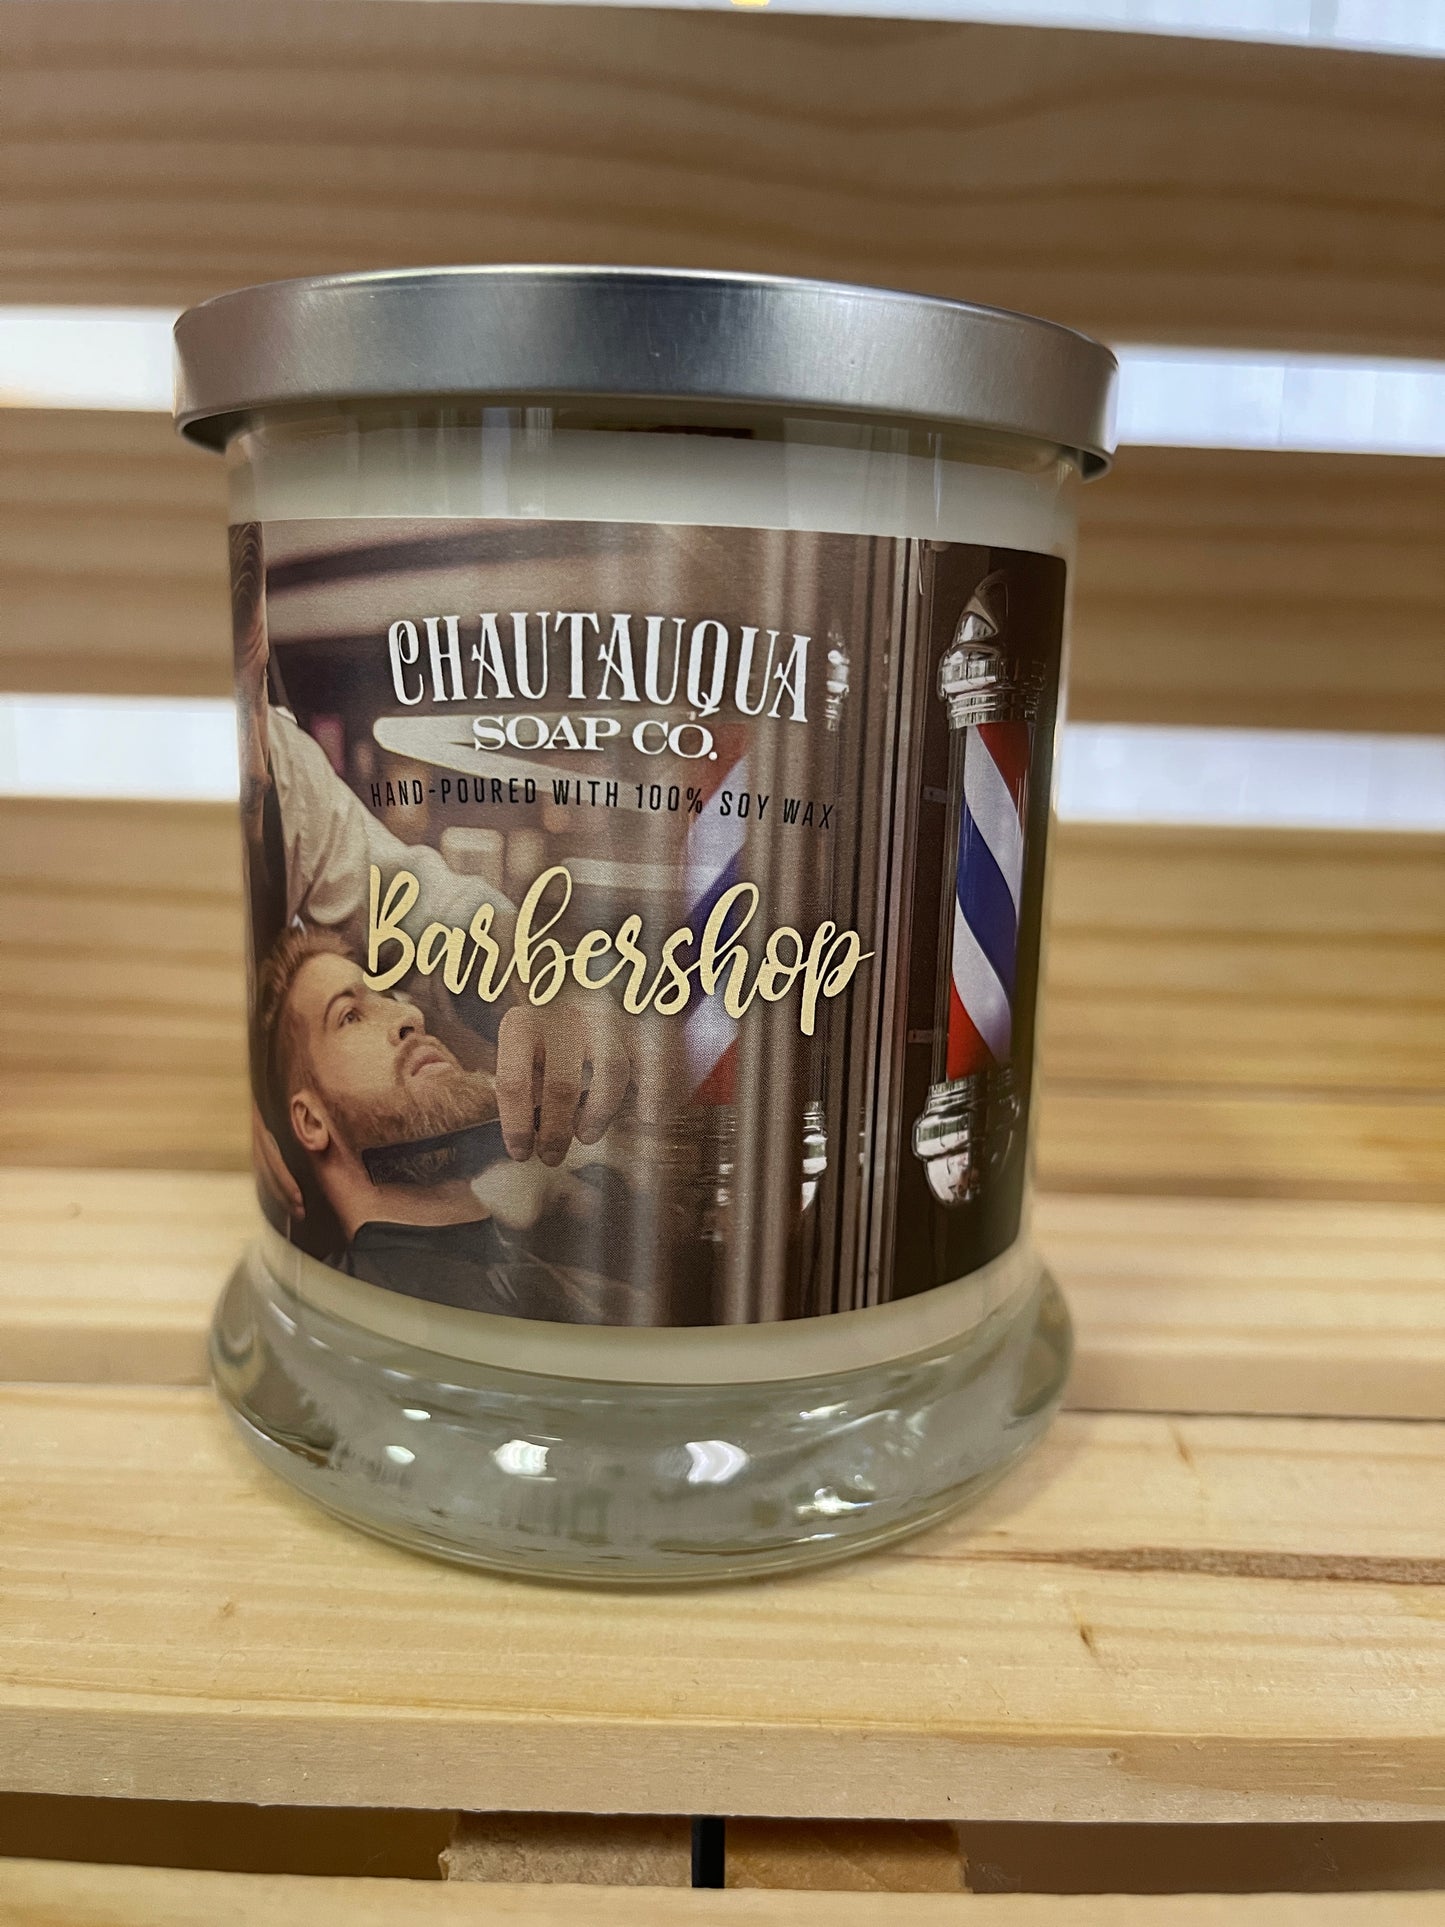 CHAUTAUQUA
SOAP CO.
HAND-POURED WITH 100% SOY WAX
Barbershop